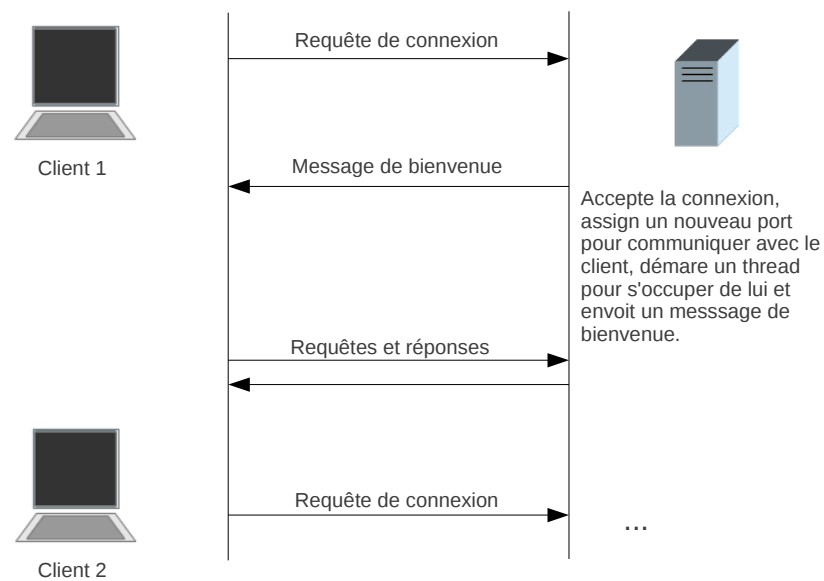 Requête de connexion
Client 1
Message de bienvenue
Accepte la connexion,
assign un nouveau port
pour communiquer avec le
client, démare un thread
pour s'occuper de lui et
envoit un messsage de
bienvenue.
Requêtes et réponses
Requête de connexion
...
Client 2